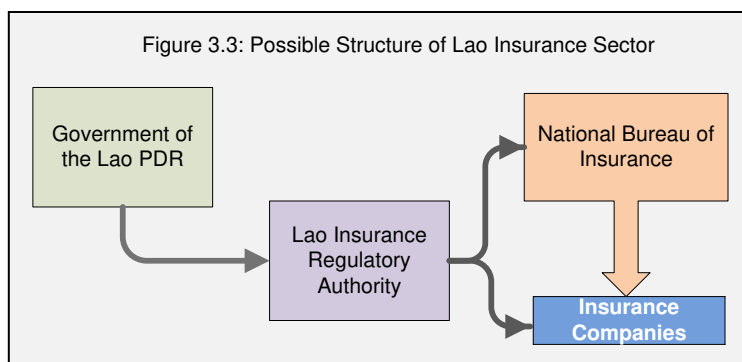 Figure 3.3: Possible Structure of Lao Insurance Sector
Government of
the Lao PDR
National Bureau of
Insurance
Lao Insurance
Regulatory
Authority
Insurance
Companies